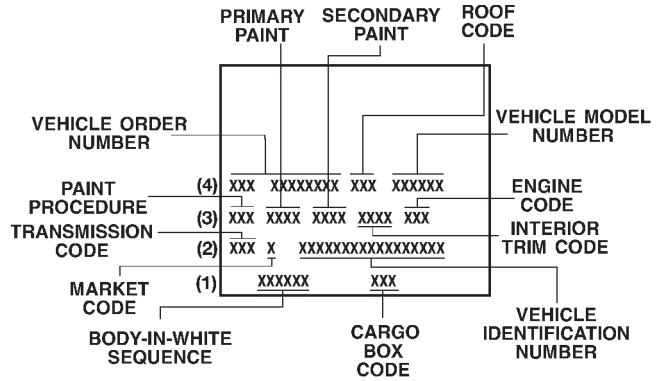 PRIMARY
PAINT
SECONDARY
PAINT
ROOF
CODE
VEHICLE ORDER
NUMBER
VEHICLE MODEL
NUMBER
(4) XXX XXXXXXXX XXX XXXXXX
PAINT
PROCEDURE
ENGINE
CODE
(3) XXX XXXX XXXX XXXX XXX
TRANSMISSION
CODE
INTERIOR
TRIM CODE
(2) XXX X XXXXXXXXXXXXXXXXX
MARKET
CODE
(1) XXXXXX XXX
BODY-IN-WHITE
SEQUENCE
CARGO
BOX
CODE
VEHICLE
IDENTIFICATION
NUMBER